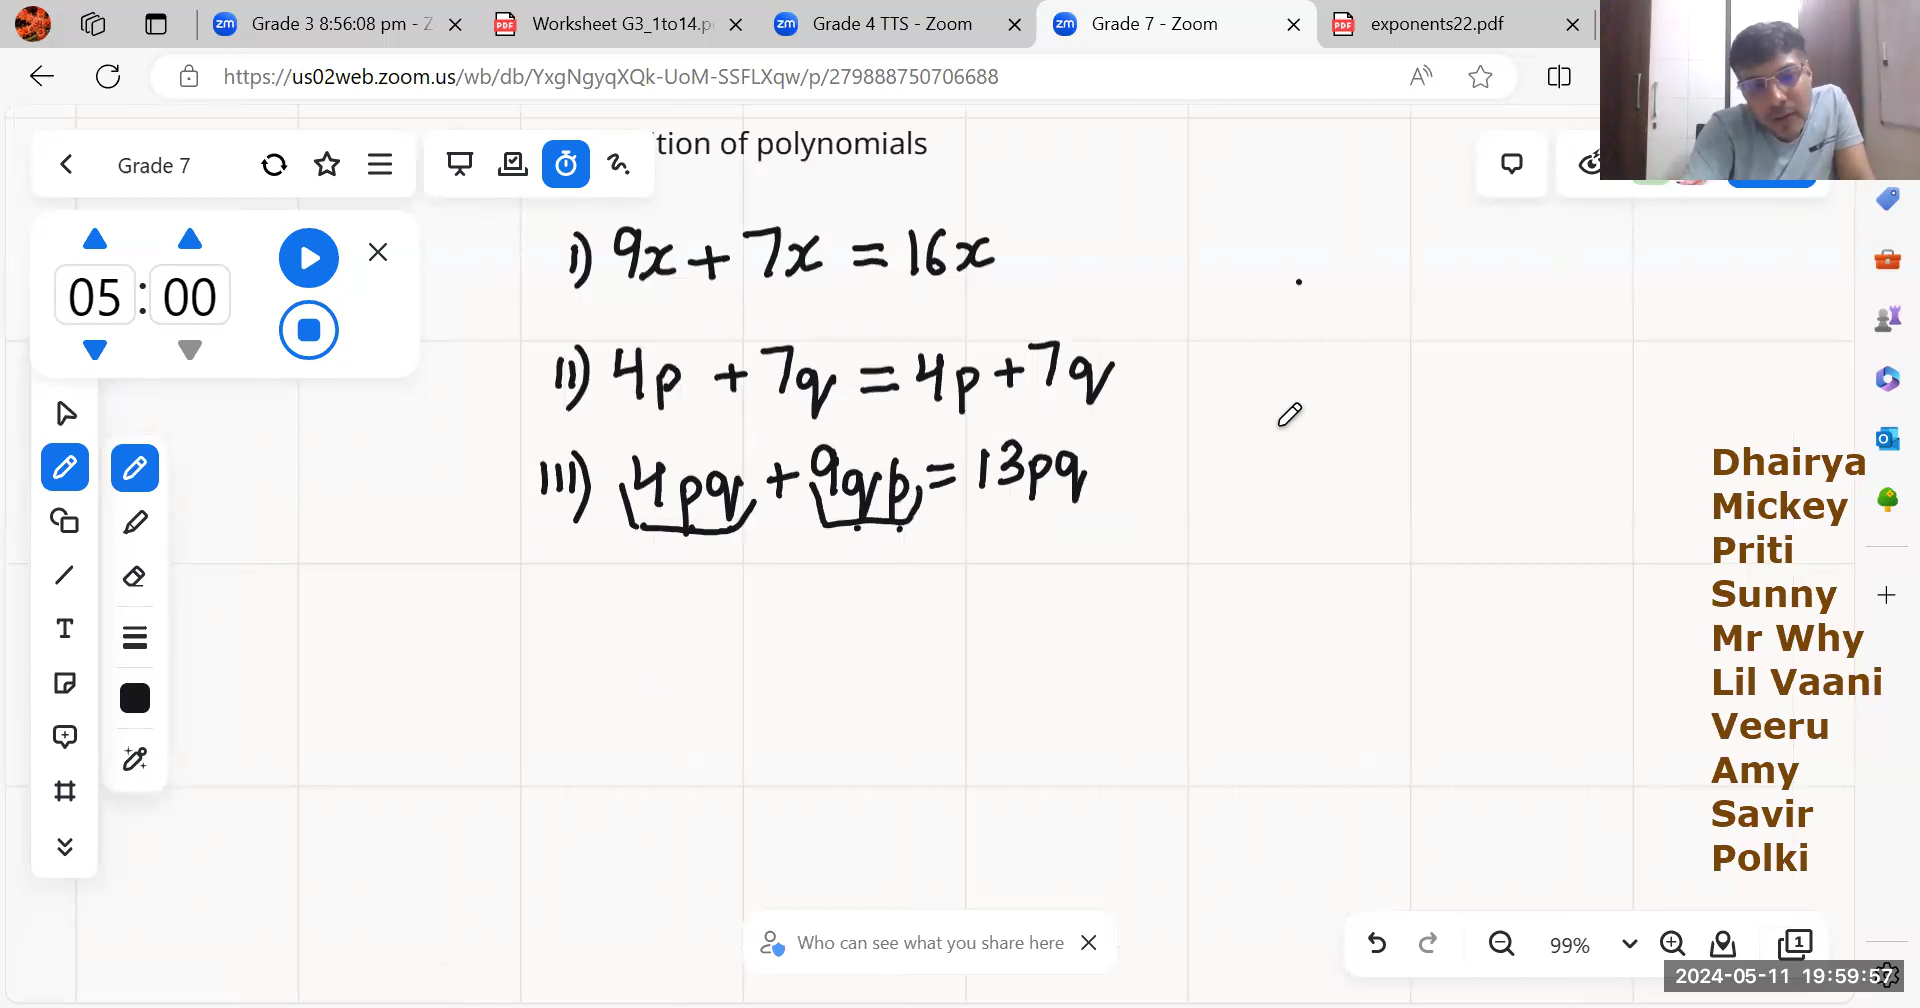 Grade 3 8:56:08 pm - Z
Worksheet G3_1to14.p
Grade 4 TTS - Zoom
Grade 7 - Zoom
exponents22.pdf
https://us02web.zoom.us/wb/db/YxgNgyqXQk-UoM-SSFLXqw/p/279888750706688
tion of polynomials
Grade 7
05:00
i) 9x + 7x = 16x
ii) 4p + 7q = 4p + 7q
iii) 4pq + 9qp = 13pq
Dhairya
Mickey
Priti
Sunny
Mr Why
Lil Vaani
Veeru
Amy
Savir
Polki
Who can see what you share here
99%
1
2024-05-11 19:59:57